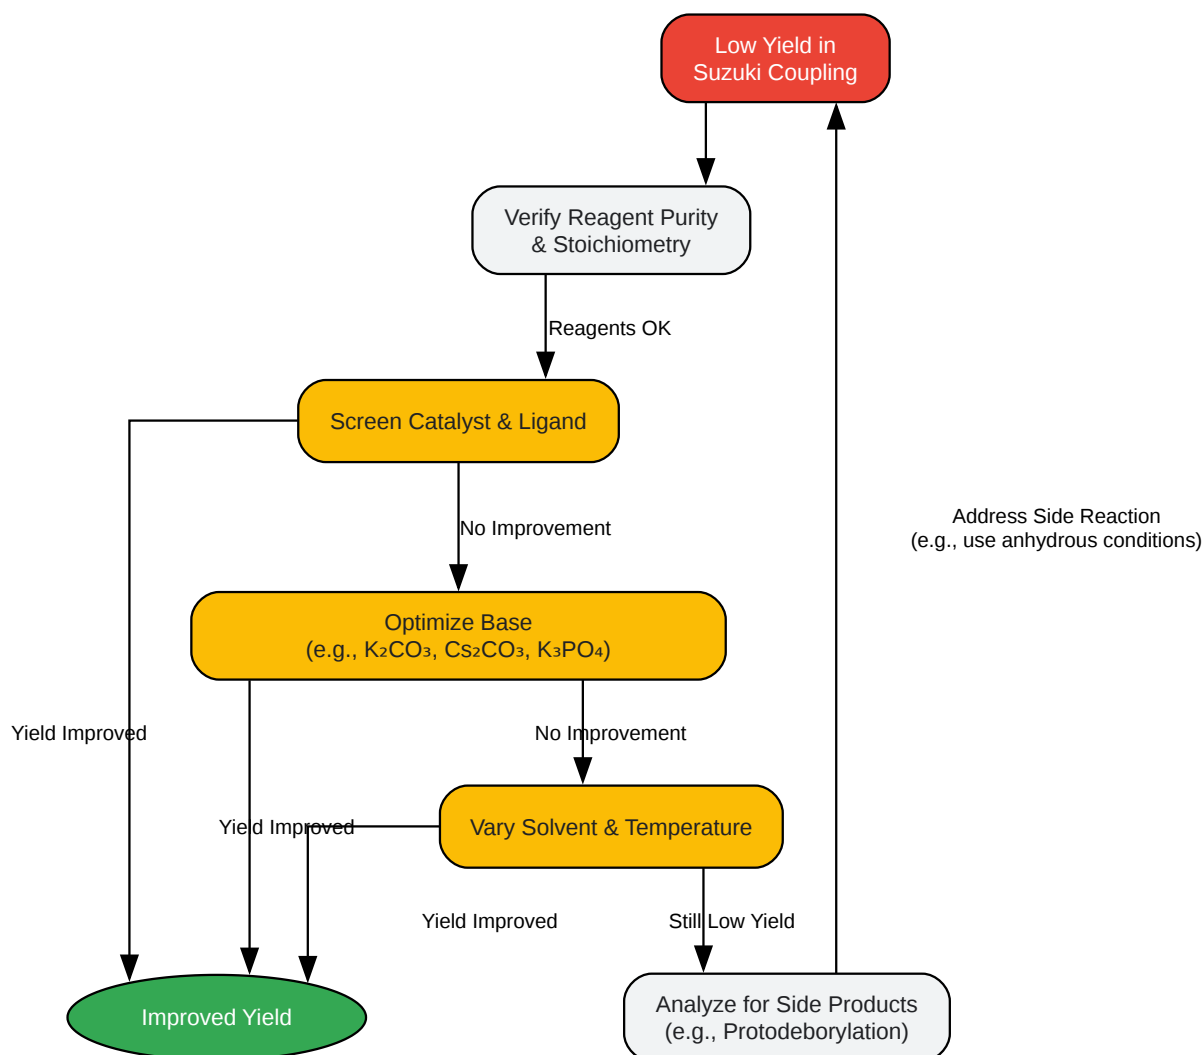 Low Yield in
Suzuki Coupling
Verify Reagent Purity
& Stoichiometry
Reagents OK
Screen Catalyst & Ligand
No Improvement
Address Side Reaction
(e.g., use anhydrous conditions)
Optimize Base
(e.g., K₂CO₃, Cs₂CO₃, K₃PO₄)
Yield Improved
No Improvement
Yield Improved
Vary Solvent & Temperature
Yield Improved
Still Low Yield
Improved Yield
Analyze for Side Products
(e.g., Protodeborylation)